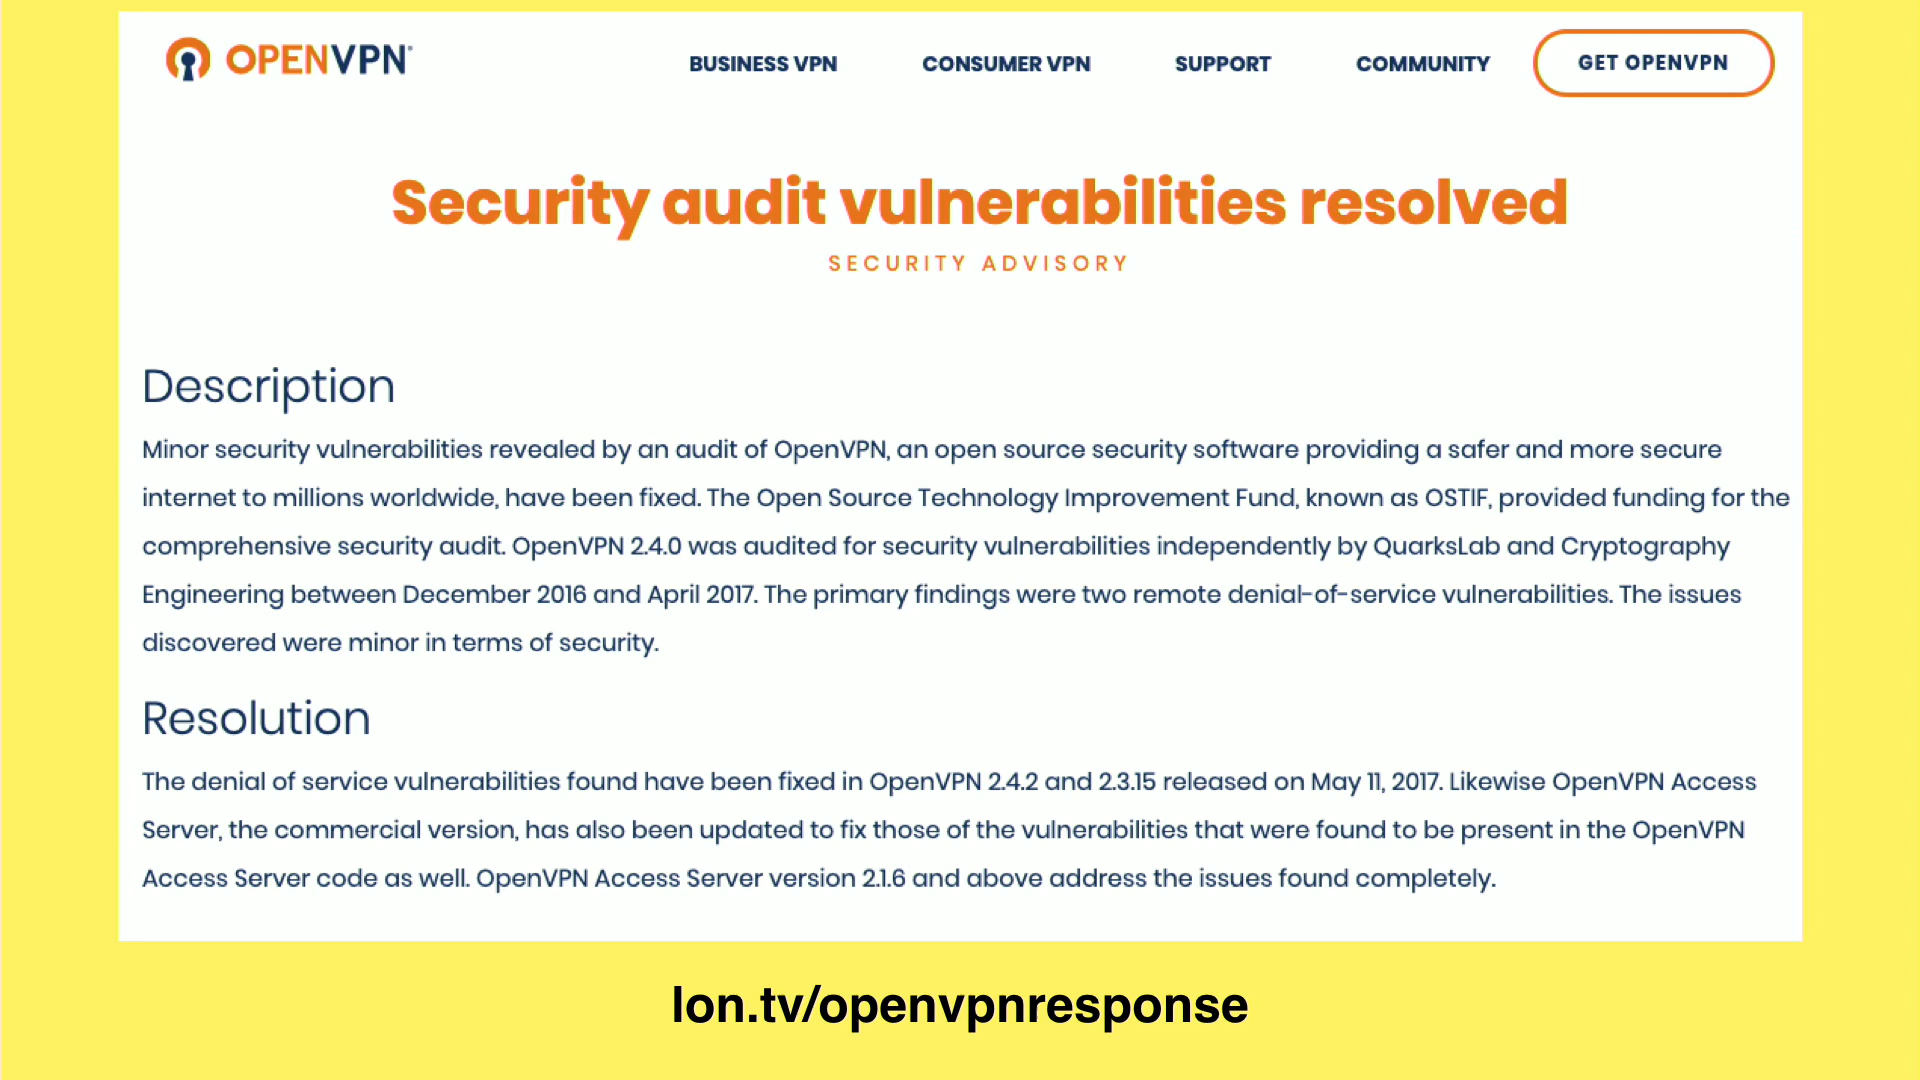 OPENVPN
BUSINESS VPN
CONSUMER VPN
SUPPORT
COMMUNITY
GET OPENVPN
Security audit vulnerabilities resolved
SECURITY ADVISORY
Description
Minor security vulnerabilities revealed by an audit of OpenVPN, an open source security software providing a safer and more secure
internet to millions worldwide, have been fixed. The Open Source Technology Improvement Fund, known as OSTIF, provided funding for the
comprehensive security audit. OpenVPN 2.4.0 was audited for security vulnerabilities independently by QuarksLab and Cryptography
Engineering between December 2016 and April 2017. The primary findings were two remote denial-of-service vulnerabilities. The issues
discovered were minor in terms of security.
Resolution
The denial of service vulnerabilities found have been fixed in OpenVPN 2.4.2 and 2.3.15 released on May 11, 2017. Likewise OpenVPN Access
Server, the commercial version, has also been updated to fix those of the vulnerabilities that were found to be present in the OpenVPN
Access Server code as well. OpenVPN Access Server version 2.1.6 and above address the issues found completely.
lon.tv/openvpnresponse